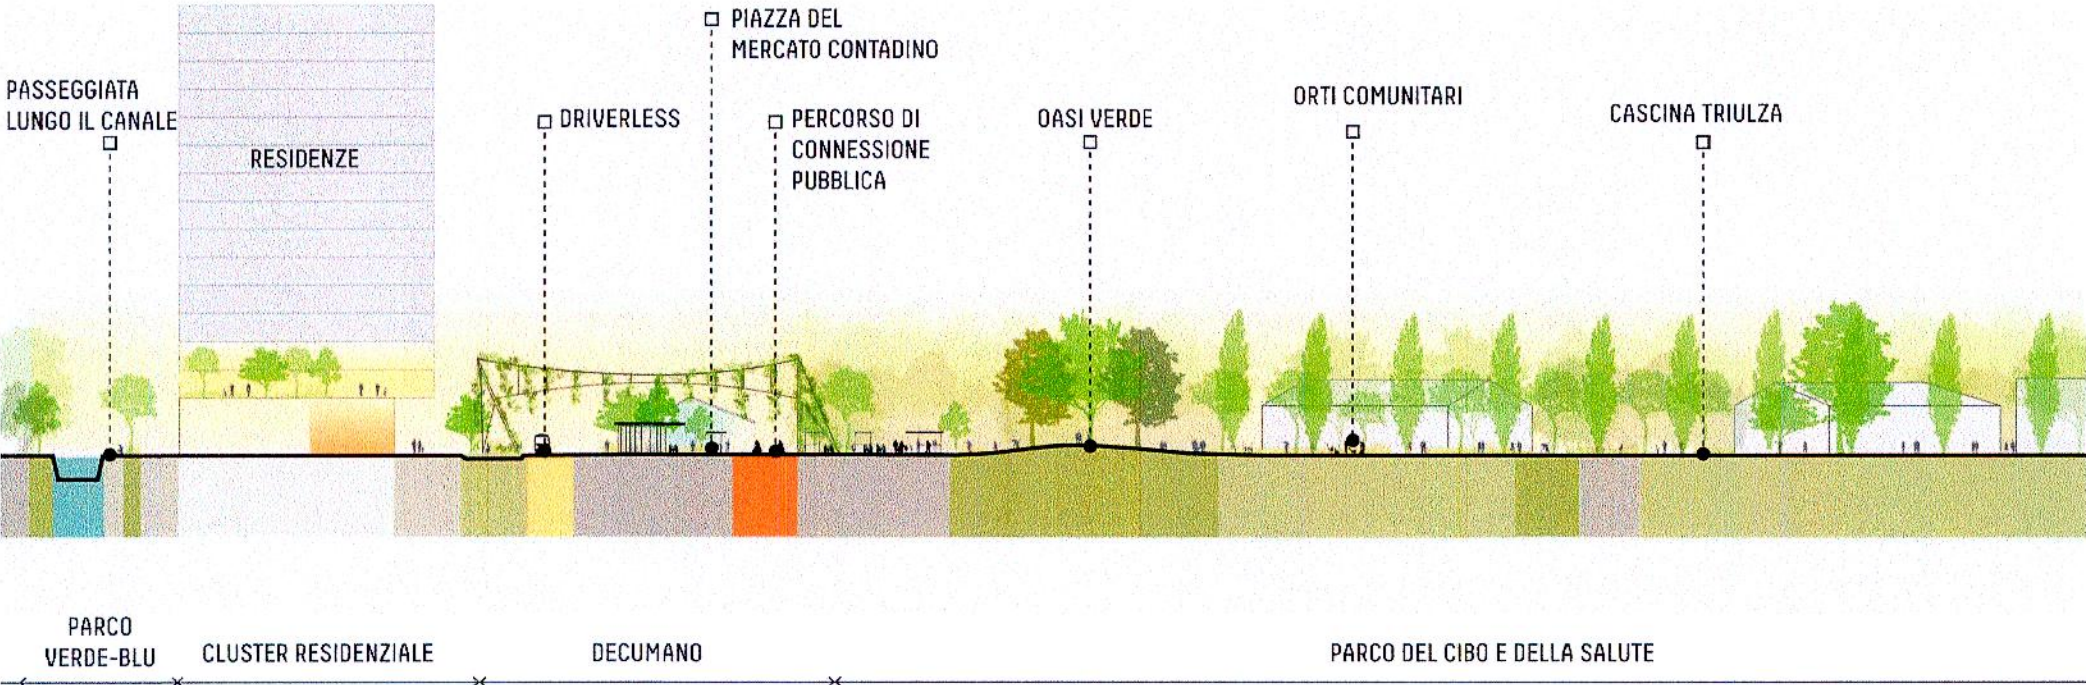 PIAZZA DEL
MERCATO CONTADINO
PASSEGGIATA
LUNGO IL CANALE
RESIDENZE
DRIVERLESS
PERCORSO DI
CONNESSIONE
PUBBLICA
OASI VERDE
ORTI COMUNITARI
CASCINA TRIULZA
PARCO
VERDE-BLU
CLUSTER RESIDENZIALE
DECUMANO
PARCO DEL CIBO E DELLA SALUTE